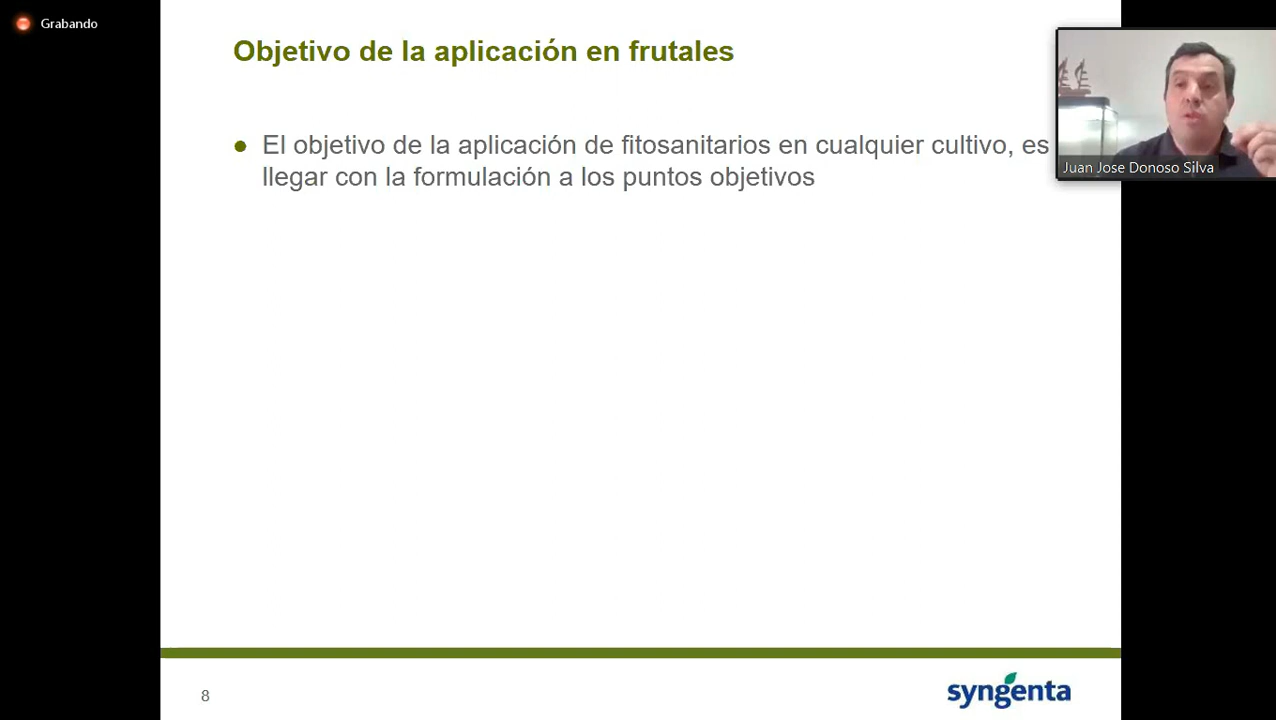 Grabando
Objetivo de la aplicación en frutales
El objetivo de la aplicación de fitosanitarios en cualquier cultivo, es
llegar con la formulación a los puntos objetivos
Juan Jose Donoso Silva
8
syngenta